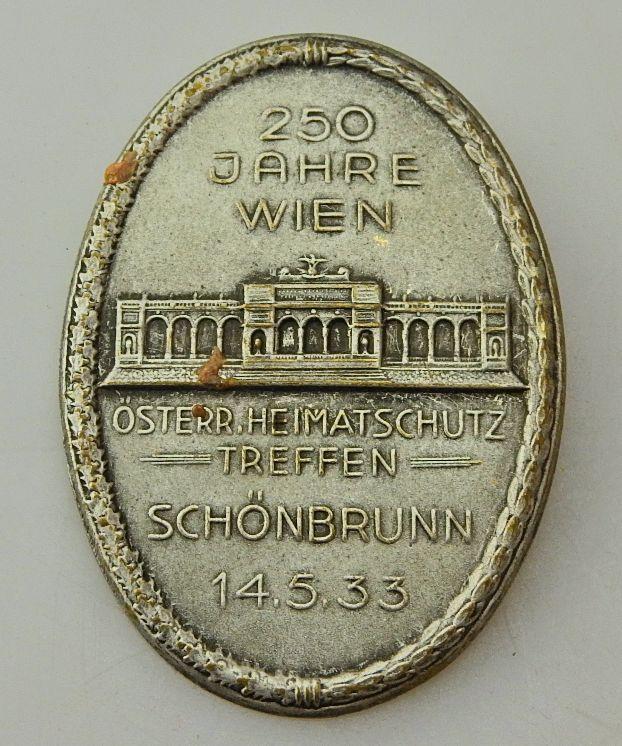 250
JAHRE
WIEN
ÖSTERR. HEIMATSCHUTZ
TREFFEN
SCHÖNBRUNN
14.5.33